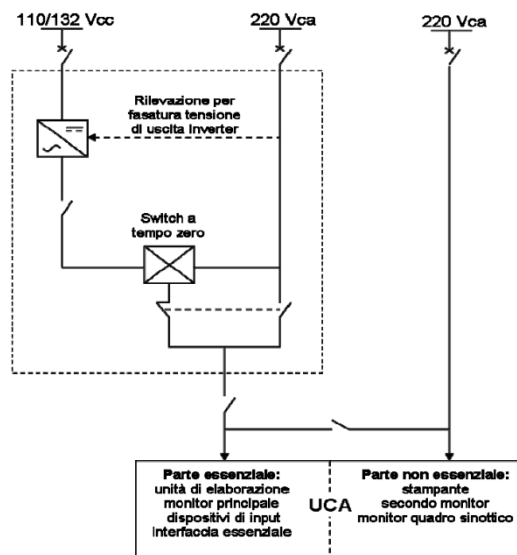 110/132 Vcc
220 Vca
220 Vca
Rilevazione per
fasatura tensione
di uscita inverter
Switch a
tempo zero
Parte essenziale:
unità di elaborazione
monitor principale
dispositivi di input
interfaccia essenziale
UCA
Parte non essenziale:
stampante
secondo monitor
monitor quadro sinottico